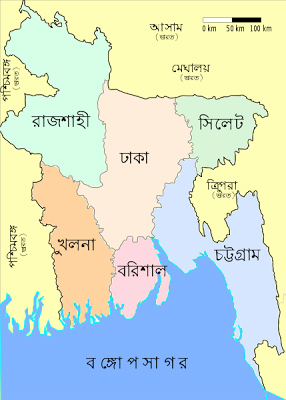 আসাম
(ভারত)
0 km 50 km 100 km
মেঘালয়
(ভারত)
পশ্চিমবঙ্গ
(ভারত)
রাজশাহী
সিলেট
ঢাকা
ত্রিপুরা
(ভারত)
পশ্চিমবঙ্গ
(ভারত)
খুলনা
চট্টগ্রাম
বরিশাল
বঙ্গোপসাগর